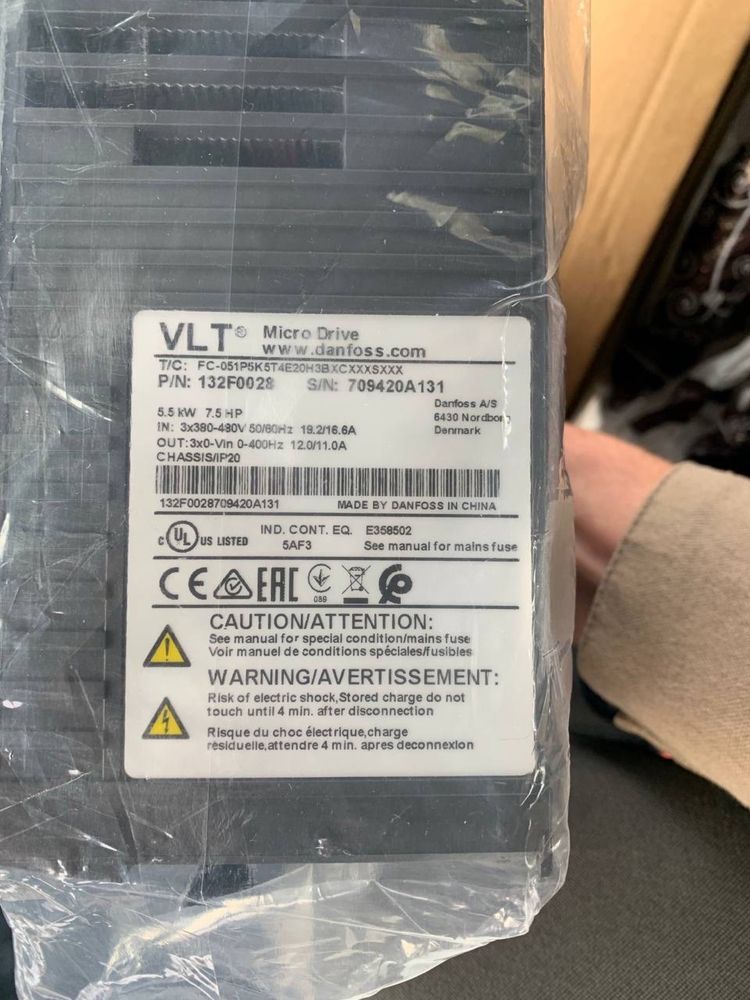 VLT® Micro Drive
www.danfoss.com
T/C: FC-051P5K5T4E20H3BXCXXXSXXX
P/N: 132F0028 S/N: 709420A131
5.5 kW 7.5 HP
IN: 3x380-480V 50/60Hz 19.2/16.6A
OUT:3x0-Vin 0-400Hz 12.0/11.0A
CHASSIS/IP20
Danfoss A/S
6430 Nordborg
Denmark
132F0028709420A131 MADE BY DANFOSS IN CHINA
c UL US LISTED
IND. CONT. EQ. E358502
5AF3 See manual for mains fuse
CE EAC 089
CAUTION/ATTENTION:
See manual for special condition/mains fuse
Voir manuel de conditions spéciales/fusibles
WARNING/AVERTISSEMENT:
Risk of electric shock,Stored charge do not
touch until 4 min. after disconnection
Risque du choc électrique,charge
résiduelle,attendre 4 min. apres deconnexion